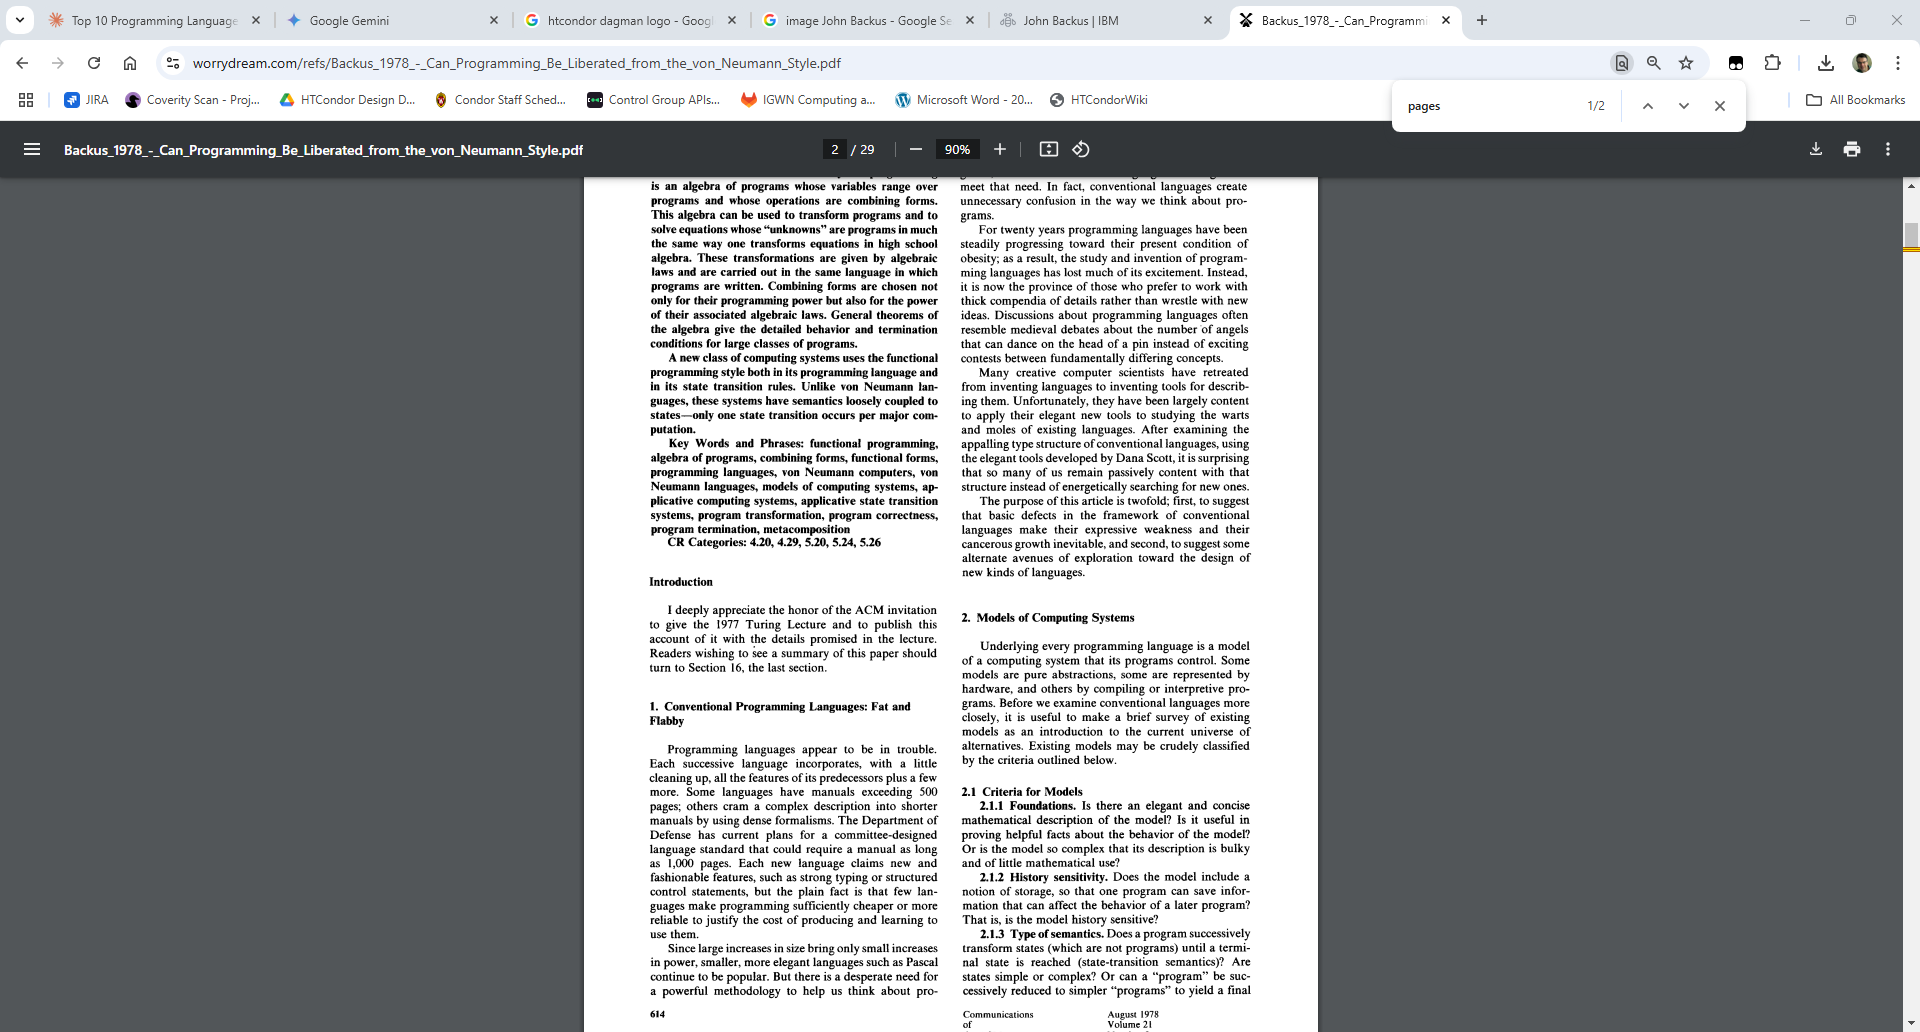 Top 10 Programming Language
Google Gemini
htcondor dagman logo - Goog
image John Backus - Google Se
John Backus | IBM
Backus_1978_-_Can_Programmi
worrydream.com/refs/Backus_1978_-_Can_Programming_Be_Liberated_from_the_von_Neumann_Style.pdf
JIRA
Coverity Scan - Proj...
HTCondor Design D...
Condor Staff Sched...
Control Group APIs...
IGWN Computing a...
Microsoft Word - 20...
HTCondorWiki
pages
1/2
All Bookmarks
Backus_1978_-_Can_Programming_Be_Liberated_from_the_von_Neumann_Style.pdf
2 / 29
90%
is an algebra of programs whose variables range over
programs and whose operations are combining forms.
This algebra can be used to transform programs and to
solve equations whose “unknowns” are programs in much
the same way one transforms equations in high school
algebra. These transformations are given by algebraic
laws and are carried out in the same language in which
programs are written. Combining forms are chosen not
only for their programming power but also for the power
of their associated algebraic laws. General theorems of
the algebra give the detailed behavior and termination
conditions for large classes of programs.
A new class of computing systems uses the functional
programming style both in its programming language and
in its state transition rules. Unlike von Neumann lan-
guages, these systems have semantics loosely coupled to
states—only one state transition occurs per major com-
putation.
Key Words and Phrases: functional programming,
algebra of programs, combining forms, functional forms,
programming languages, von Neumann computers, von
Neumann languages, models of computing systems, ap-
plicative computing systems, applicative state transition
systems, program transformation, program correctness,
program termination, metacomposition
CR Categories: 4.20, 4.29, 5.20, 5.24, 5.26
Introduction
I deeply appreciate the honor of the ACM invitation
to give the 1977 Turing Lecture and to publish this
account of it with the details promised in the lecture.
Readers wishing to see a summary of this paper should
turn to Section 16, the last section.
1. Conventional Programming Languages: Fat and
Flabby
Programming languages appear to be in trouble.
Each successive language incorporates, with a little
cleaning up, all the features of its predecessors plus a few
more. Some languages have manuals exceeding 500
pages; others cram a complex description into shorter
manuals by using dense formalisms. The Department of
Defense has current plans for a committee-designed
language standard that could require a manual as long
as 1,000 pages. Each new language claims new and
fashionable features, such as strong typing or structured
control statements, but the plain fact is that few lan-
guages make programming sufficiently cheaper or more
reliable to justify the cost of producing and learning to
use them.
Since large increases in size bring only small increases
in power, smaller, more elegant languages such as Pascal
continue to be popular. But there is a desperate need for
a powerful methodology to help us think about pro-
614
meet that need. In fact, conventional languages create
unnecessary confusion in the way we think about pro-
grams.
For twenty years programming languages have been
steadily progressing toward their present condition of
obesity; as a result, the study and invention of program-
ming languages has lost much of its excitement. Instead,
it is now the province of those who prefer to work with
thick compendia of details rather than wrestle with new
ideas. Discussions about programming languages often
resemble medieval debates about the number of angels
that can dance on the head of a pin instead of exciting
contests between fundamentally differing concepts.
Many creative computer scientists have retreated
from inventing languages to inventing tools for describ-
ing them. Unfortunately, they have been largely content
to apply their elegant new tools to studying the warts
and moles of existing languages. After examining the
appalling type structure of conventional languages, using
the elegant tools developed by Dana Scott, it is surprising
that so many of us remain passively content with that
structure instead of energetically searching for new ones.
The purpose of this article is twofold; first, to suggest
that basic defects in the framework of conventional
languages make their expressive weakness and their
cancerous growth inevitable, and second, to suggest some
alternate avenues of exploration toward the design of
new kinds of languages.
2. Models of Computing Systems
Underlying every programming language is a model
of a computing system that its programs control. Some
models are pure abstractions, some are represented by
hardware, and others by compiling or interpretive pro-
grams. Before we examine conventional languages more
closely, it is useful to make a brief survey of existing
models as an introduction to the current universe of
alternatives. Existing models may be crudely classified
by the criteria outlined below.
2.1 Criteria for Models
2.1.1 Foundations. Is there an elegant and concise
mathematical description of the model? Is it useful in
proving helpful facts about the behavior of the model?
Or is the model so complex that its description is bulky
and of little mathematical use?
2.1.2 History sensitivity. Does the model include a
notion of storage, so that one program can save infor-
mation that can affect the behavior of a later program?
That is, is the model history sensitive?
2.1.3 Type of semantics. Does a program successively
transform states (which are not programs) until a termi-
nal state is reached (state-transition semantics)? Are
states simple or complex? Or can a “program” be suc-
cessively reduced to simpler “programs” to yield a final
Communications
of
August 1978
Volume 21